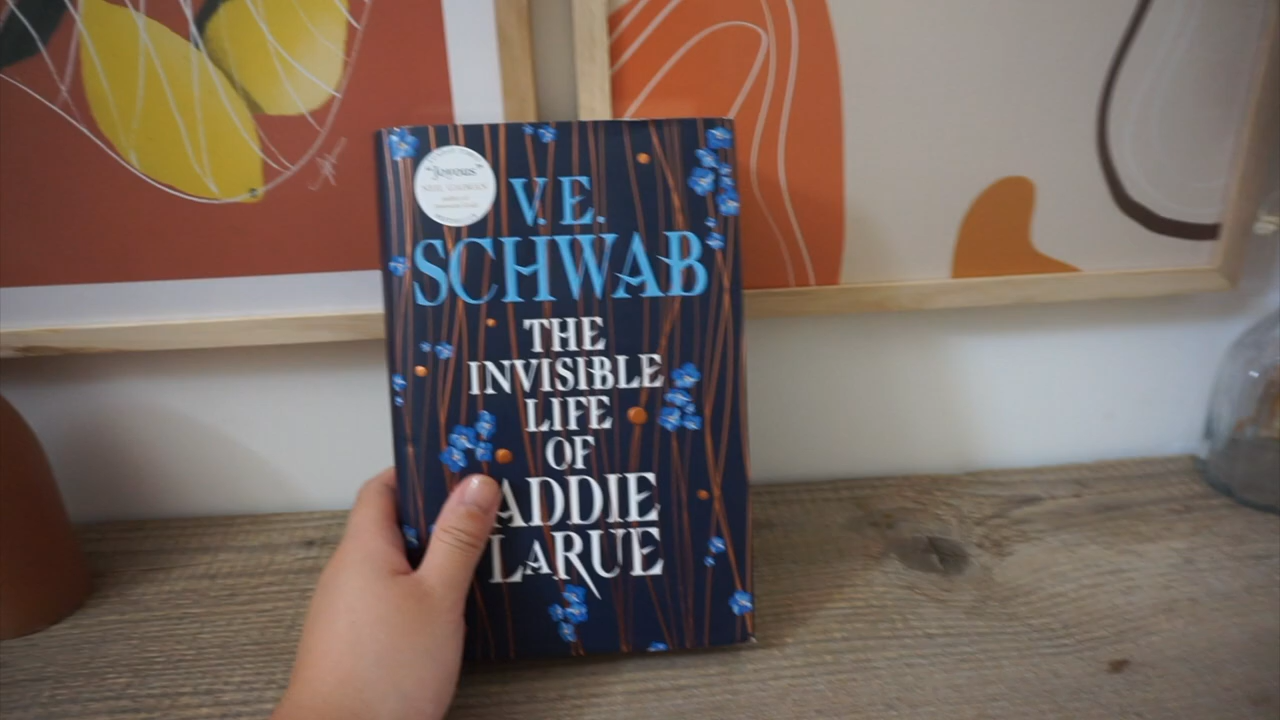 "Joyous"
NEIL GAIMAN
V. E.
SCHWAB
THE
INVISIBLE
LIFE
OF
ADDIE
LARUE